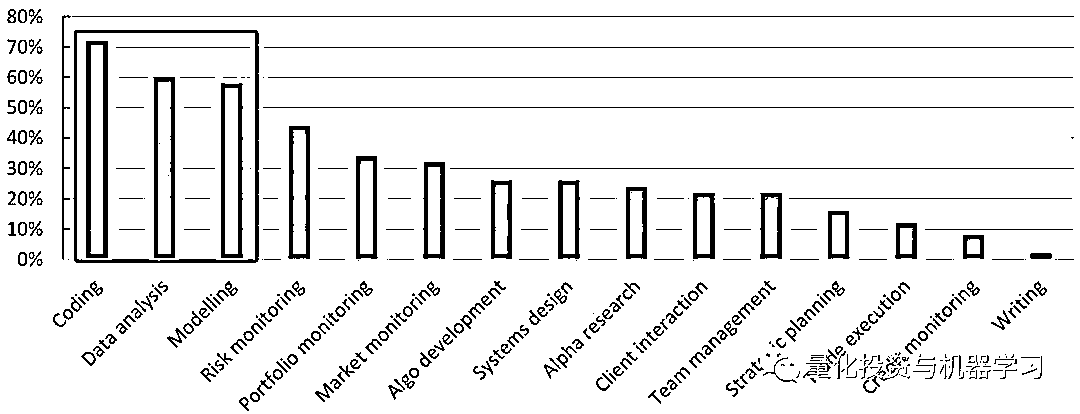 80%
70%
60%
50%
40%
30%
20%
10%
0%
Coding
Data analysis
Modelling
Risk monitoring
Portfolio monitoring
Market monitoring
Algo development
Systems design
Alpha research
Client interaction
Team management
planning
execution
monitoring
Writing
量化投资与机器学习